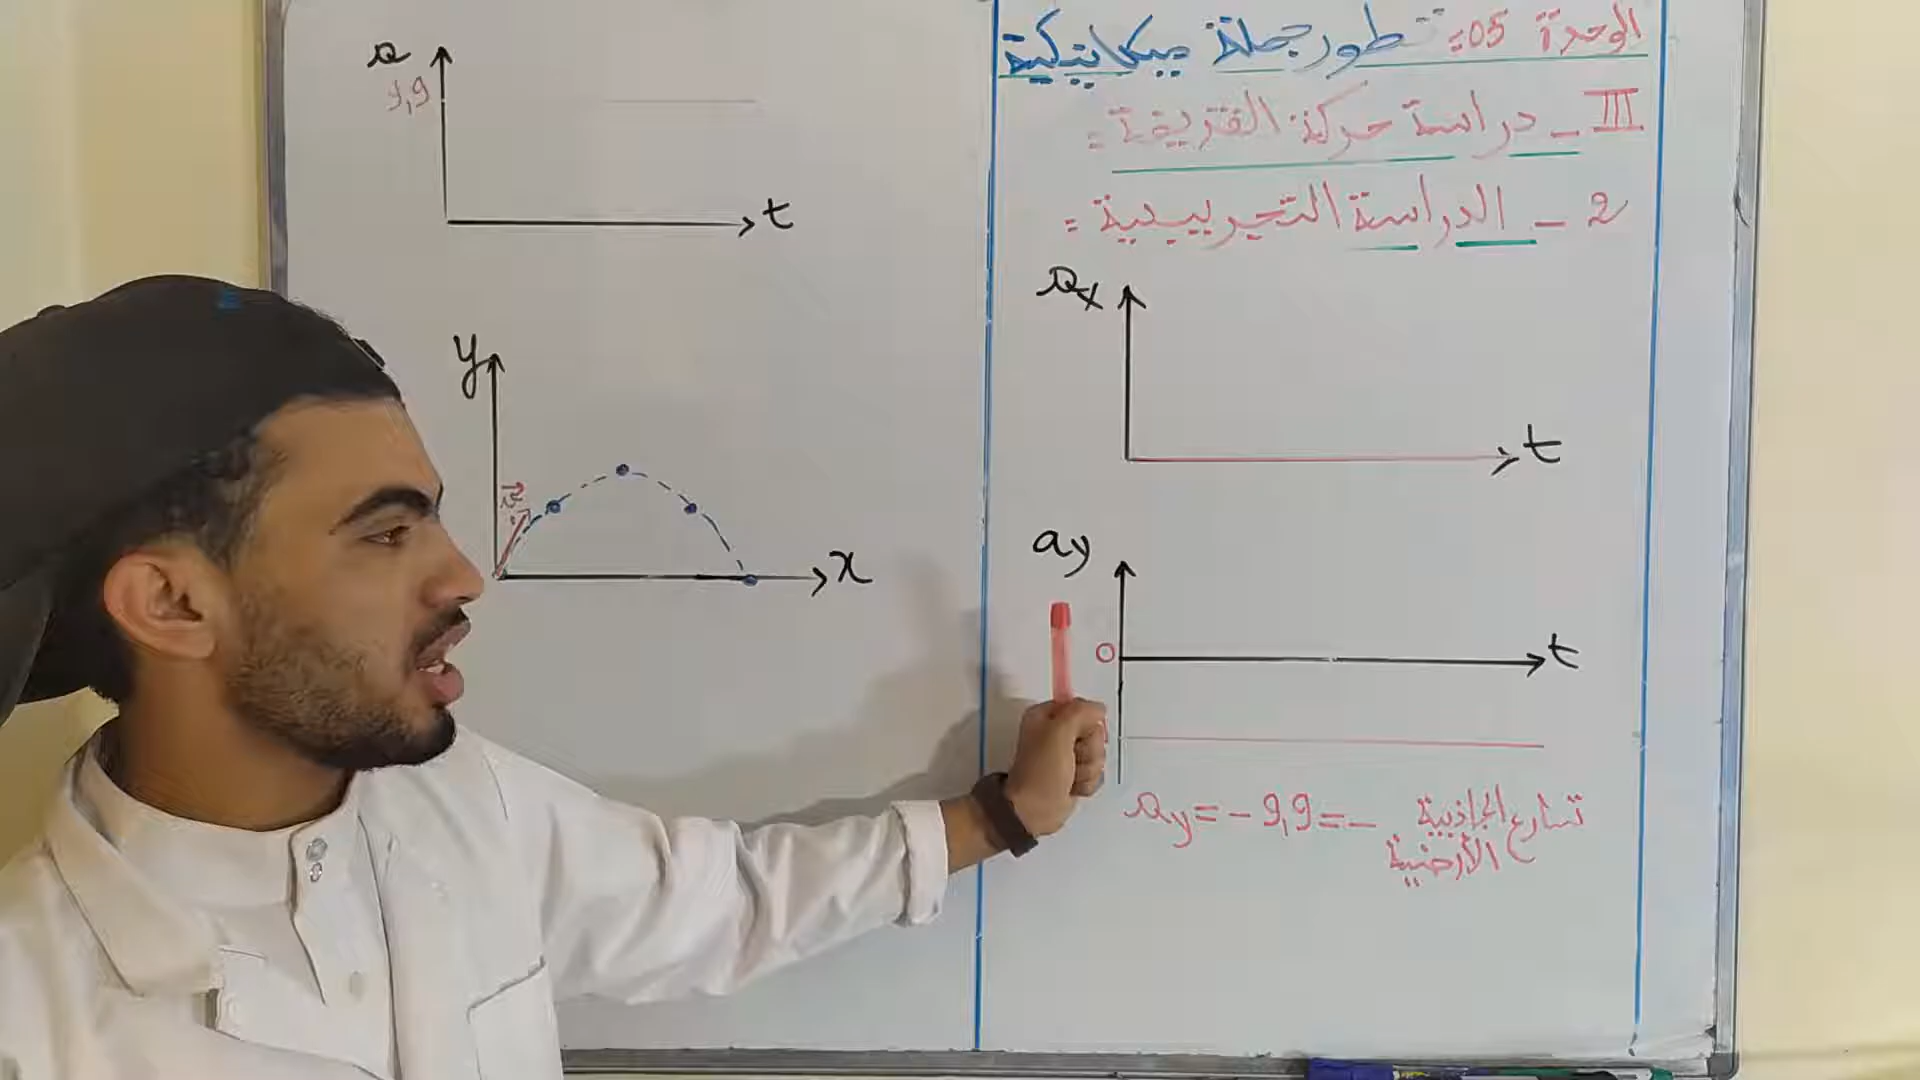 الوحدة 05: تطور جملة ميكانيكية
III - دراسة حركة القذيفة:
2 - الدراسة التجريبية:
a
9,9
t
y
v
x
ax
t
ay
0
t
ay = - 9,9 = - تسارع الجاذبية
الأرضية